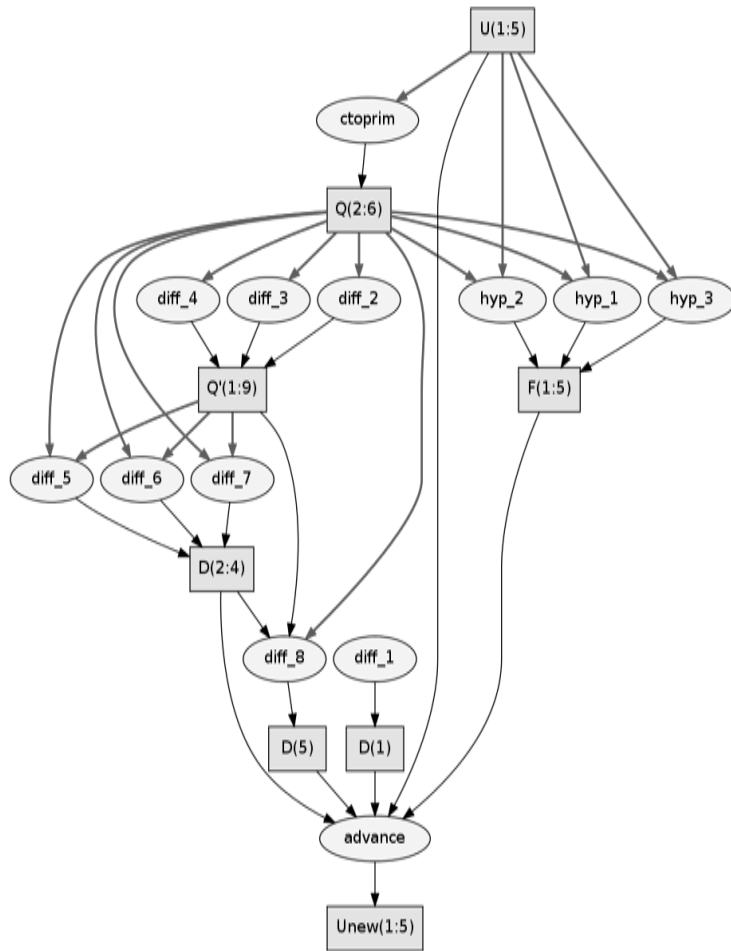 U(1:5)
ctoprim
Q(2:6)
diff_4
diff_3
diff_2
hyp_2
hyp_1
hyp_3
Q'(1:9)
F(1:5)
diff_5
diff_6
diff_7
D(2:4)
diff_8
diff_1
D(5)
D(1)
advance
Unew(1:5)